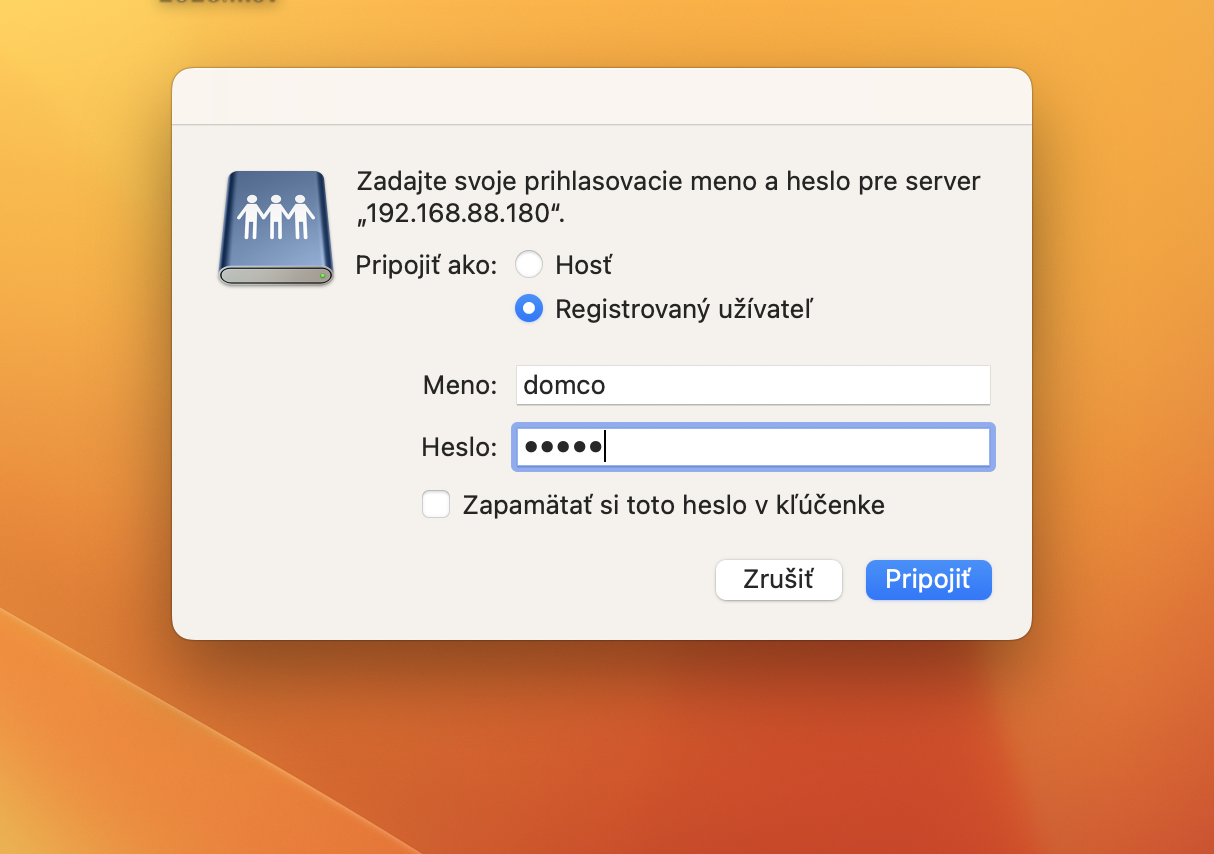 Zadajte svoje prihlasovacie meno a heslo pre server
„192.168.88.180“.
Pripojiť ako: Hosť
Registrovaný užívateľ
Meno: domco
Heslo: •••••
Zapamätať si toto heslo v kľúčenke
Zrušiť Pripojiť